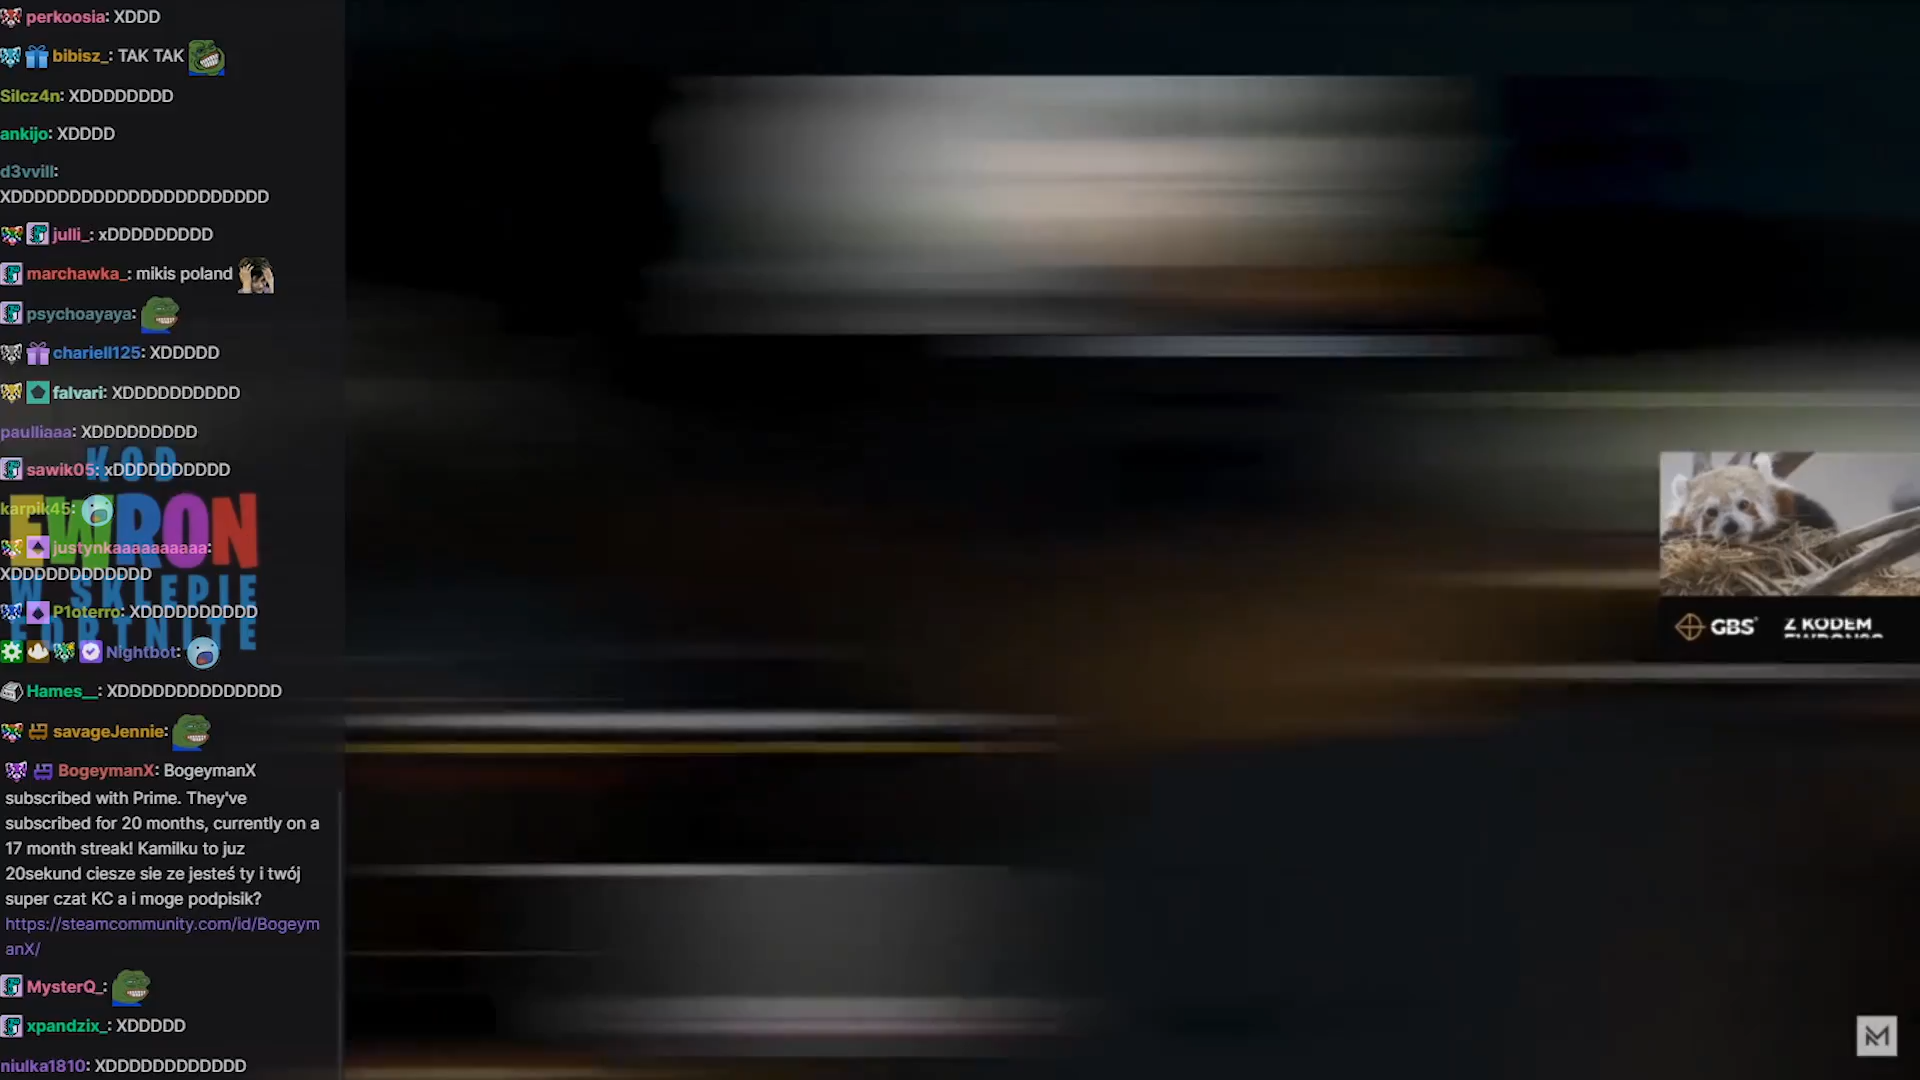 perkoosia: XDDD
bibisz_: TAK TAK
Silcz4n: XDDDDDDDD
ankijo: XDDDD
d3vvill:
XDDDDDDDDDDDDDDDDDDDDDD
julli_: xDDDDDDDDD
marchawka_: mikis poland
psychoayaya:
chariell125: XDDDDD
falvari: XDDDDDDDDDDD
paulliaaa: XDDDDDDDDDD
KOD
sawik05: xDDDDDDDDDDD
karpik45:
EWRON
justynkaaaaaaaaaa:
XDDDDDDDDDDDDD
W SKLEPIE
P1oterro: XDDDDDDDDDDD
FORTNITE
Nightbot:
Hames__: XDDDDDDDDDDDDDDD
savageJennie:
BogeymanX: BogeymanX
subscribed with Prime. They've
subscribed for 20 months, currently on a
17 month streak! Kamilku to juz
20sekund ciesze sie ze jesteś ty i twój
super czat KC a i moge podpisik?
https://steamcommunity.com/id/Bogeym
anX/
MysterQ_:
xpandzix_: XDDDDD
niulka1810: XDDDDDDDDDDDDD
GBS
Z KODEM
M